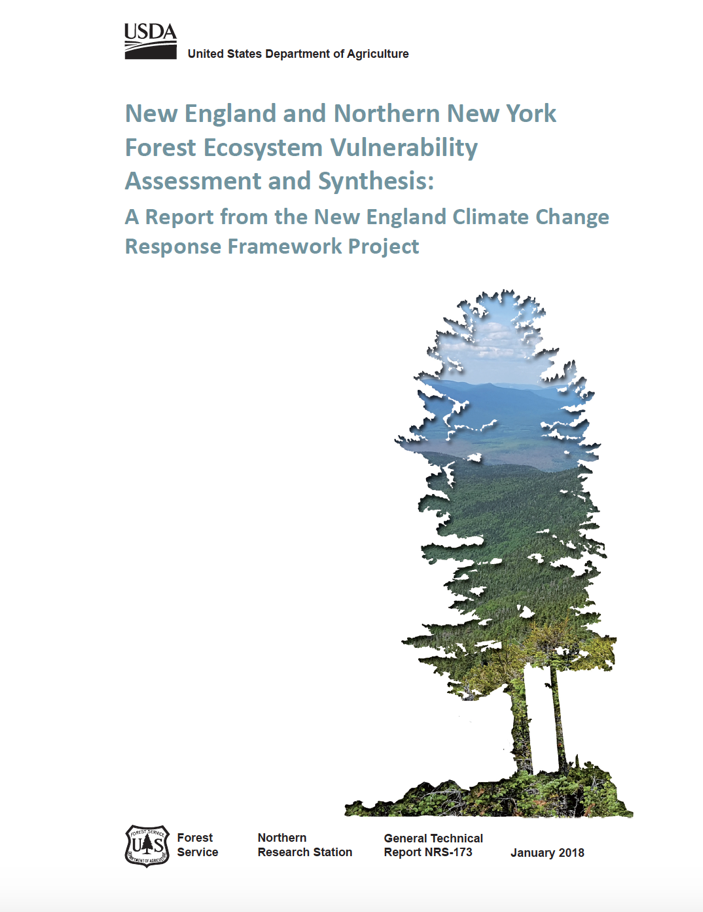 USDA
United States Department of Agriculture
New England and Northern New York
Forest Ecosystem Vulnerability
Assessment and Synthesis:
A Report from the New England Climate Change
Response Framework Project
FOREST SERVICE
U S
DEPARTMENT OF AGRICULTURE
Forest
Service
Northern
Research Station
General Technical
Report NRS-173
January 2018